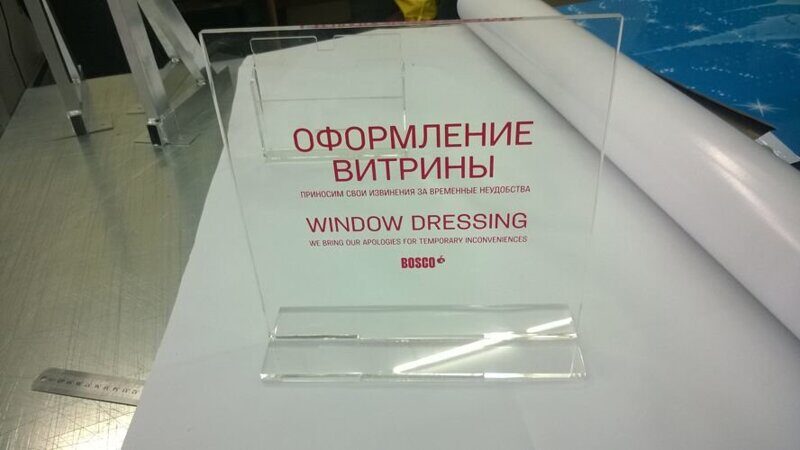 ОФОРМЛЕНИЕ
ВИТРИНЫ
ПРИНОСИМ СВОИ ИЗВИНЕНИЯ ЗА ВРЕМЕННЫЕ НЕУДОБСТВА
WINDOW DRESSING
WE BRING OUR APOLOGIES FOR TEMPORARY INCONVENIENCES
BOSCO